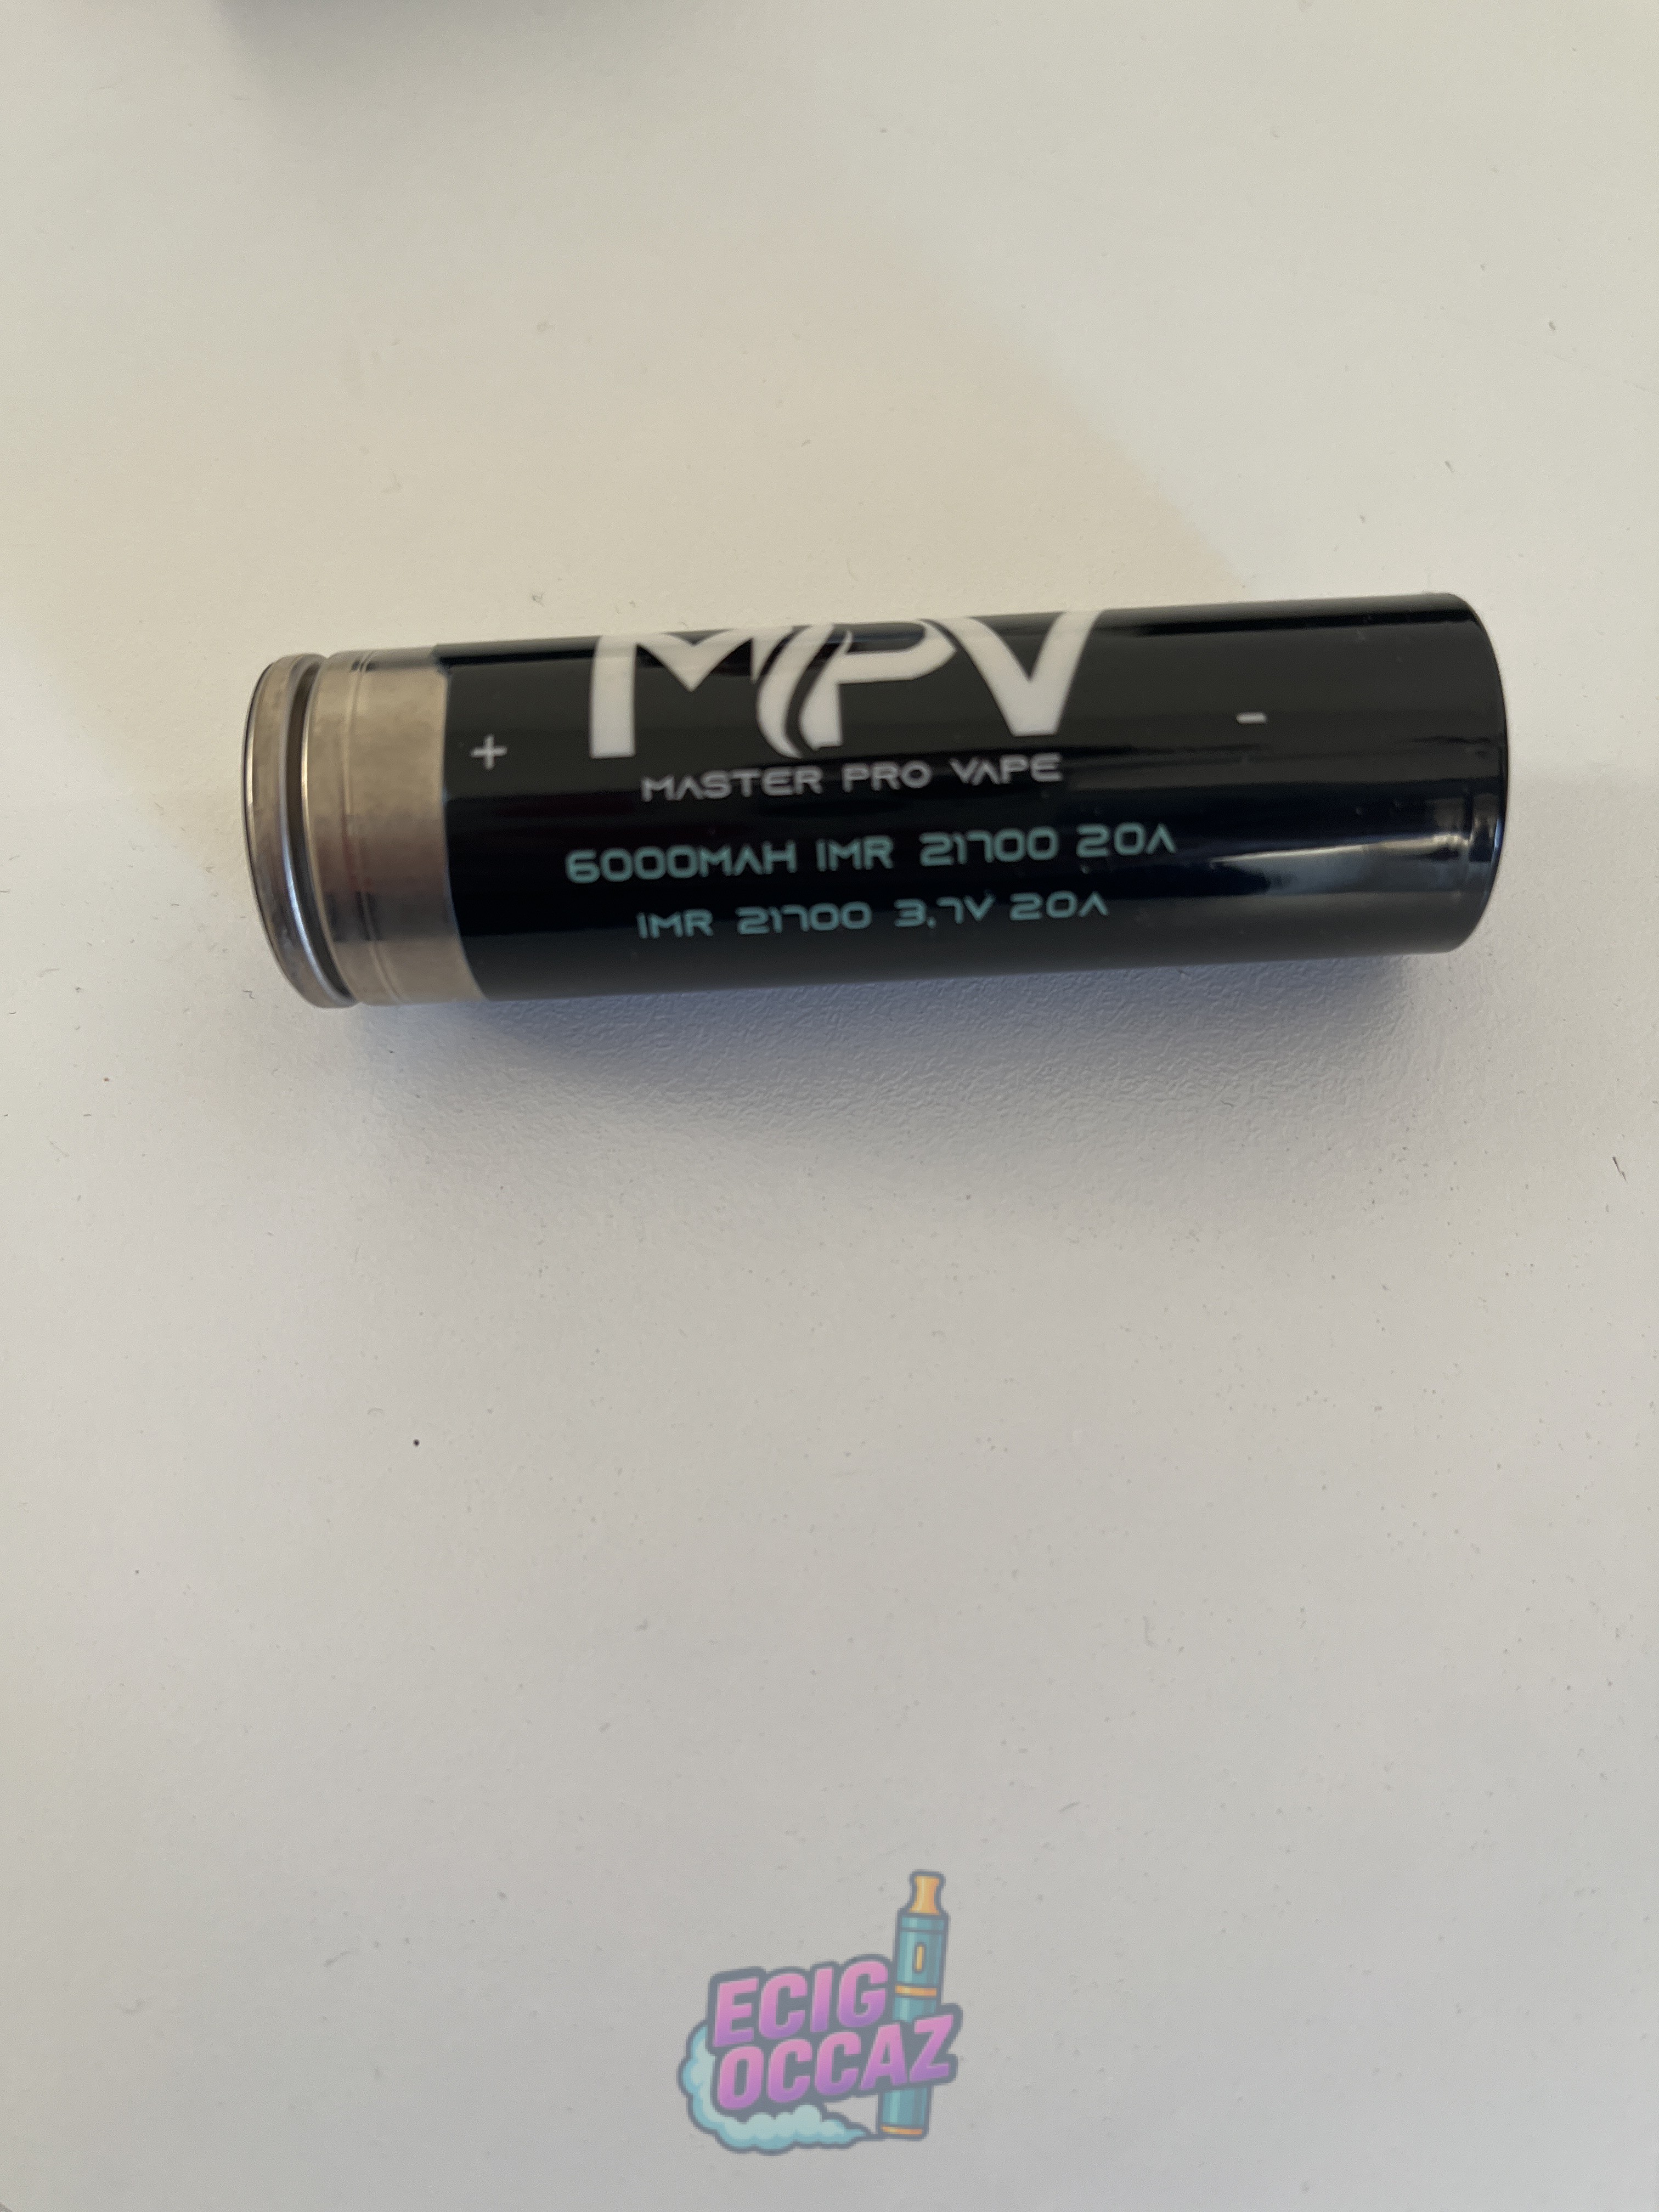 +
MPV
-
MASTER PRO VAPE
6000MAH IMR 21700 20A
IMR 21700 3.7V 20A
ECIG
OCCAZ